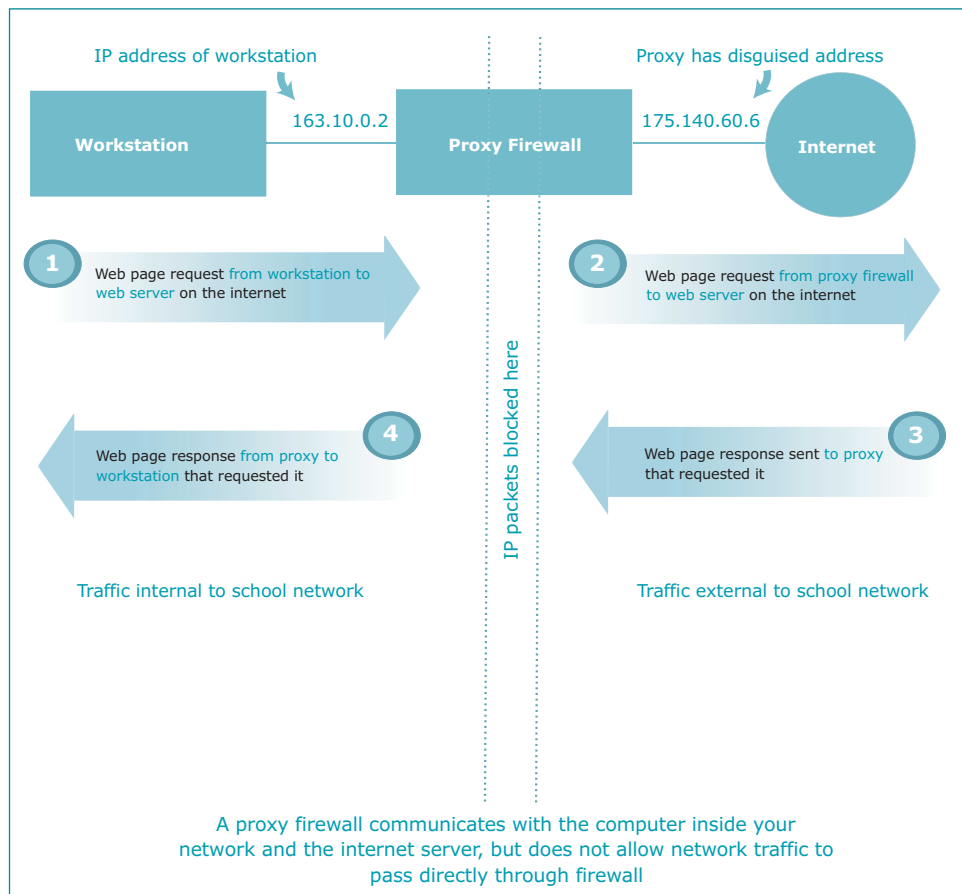 IP address of workstation
Proxy has disguised address
163.10.0.2
175.140.60.6
Workstation
Proxy Firewall
Internet
1
Web page request from workstation to
web server on the internet
2
Web page request from proxy firewall
to web server on the internet
4
Web page response from proxy to
workstation that requested it
3
Web page response sent to proxy
that requested it
IP packets blocked here
Traffic internal to school network
Traffic external to school network
A proxy firewall communicates with the computer inside your
network and the internet server, but does not allow network traffic to
pass directly through firewall